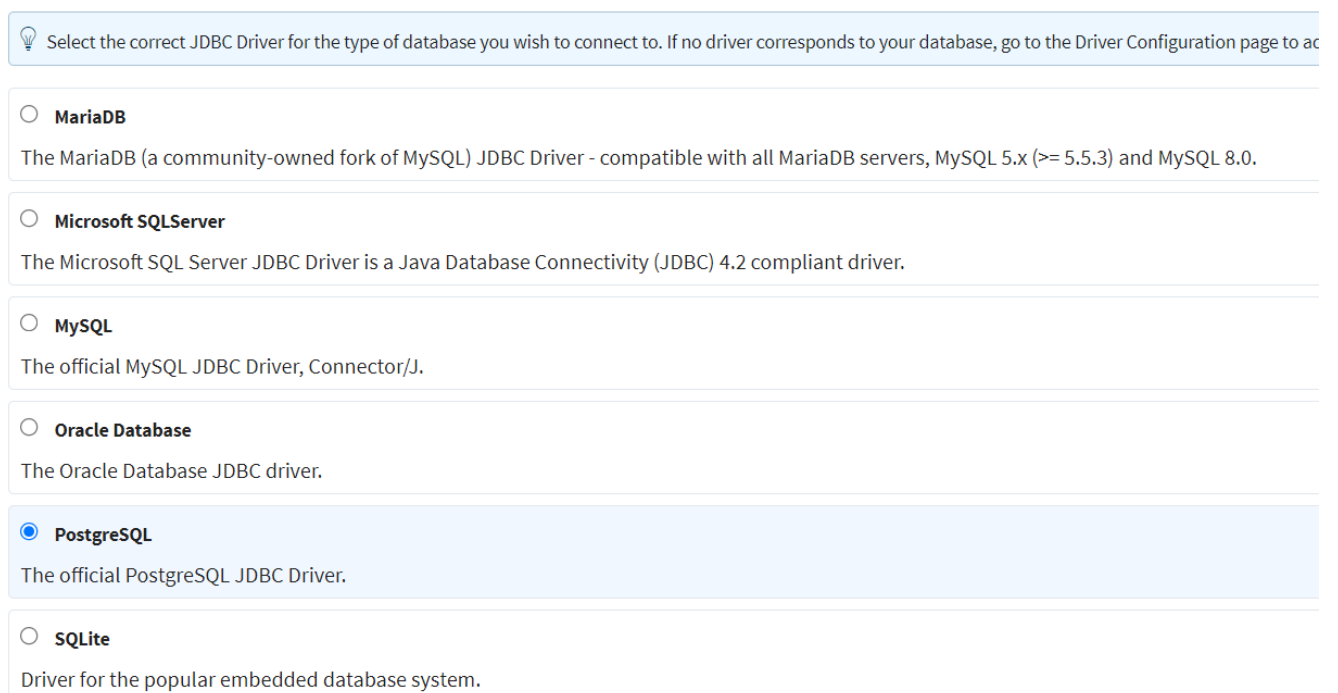 Select the correct JDBC Driver for the type of database you wish to connect to. If no driver corresponds to your database, go to the Driver Configuration page to
MariaDB
The MariaDB (a community-owned fork of MySQL) JDBC Driver - compatible with all MariaDB servers, MySQL 5.x (>= 5.5.3) and MySQL 8.0.
Microsoft SQLServer
The Microsoft SQL Server JDBC Driver is a Java Database Connectivity (JDBC) 4.2 compliant driver.
MySQL
The official MySQL JDBC Driver, Connector/J.
Oracle Database
The Oracle Database JDBC driver.
PostgreSQL
The official PostgreSQL JDBC Driver.
SQLite
Driver for the popular embedded database system.